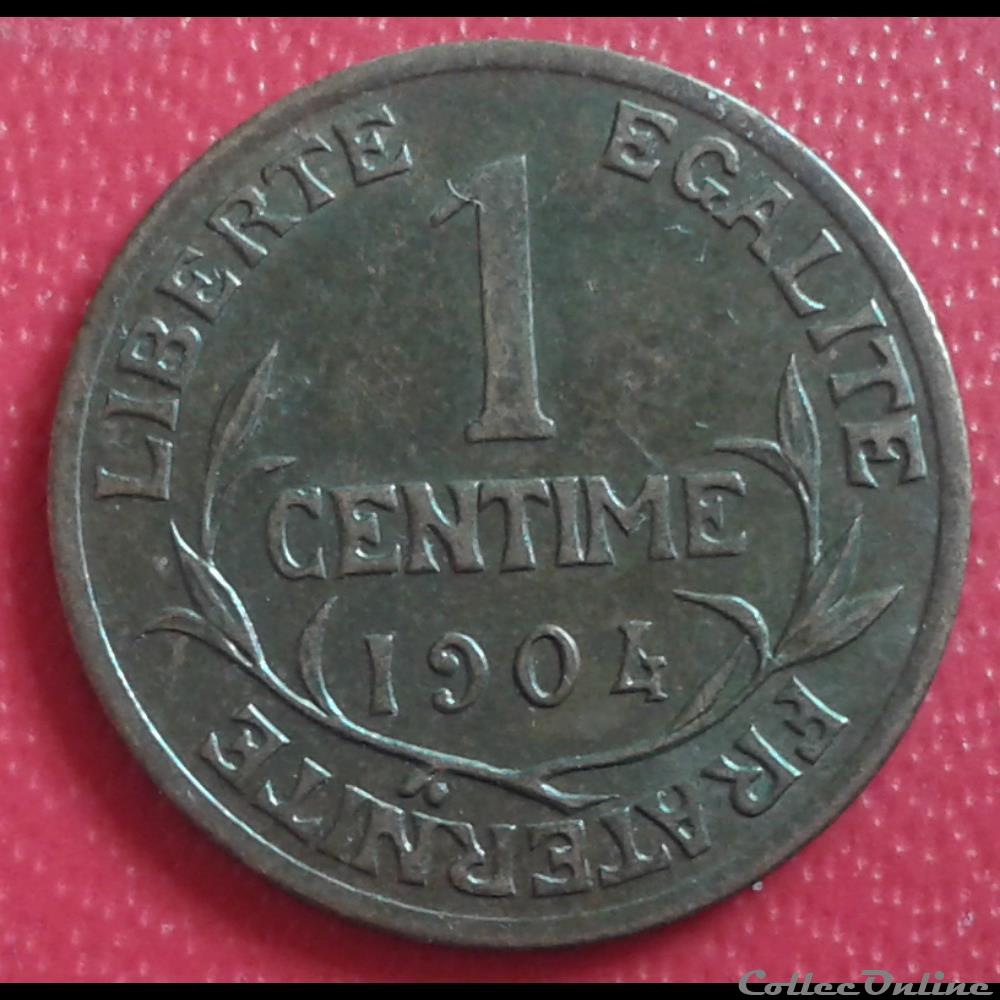 LIBERTE EGALITE FRATERNITE
1
CENTIME
1904
CollecOnline